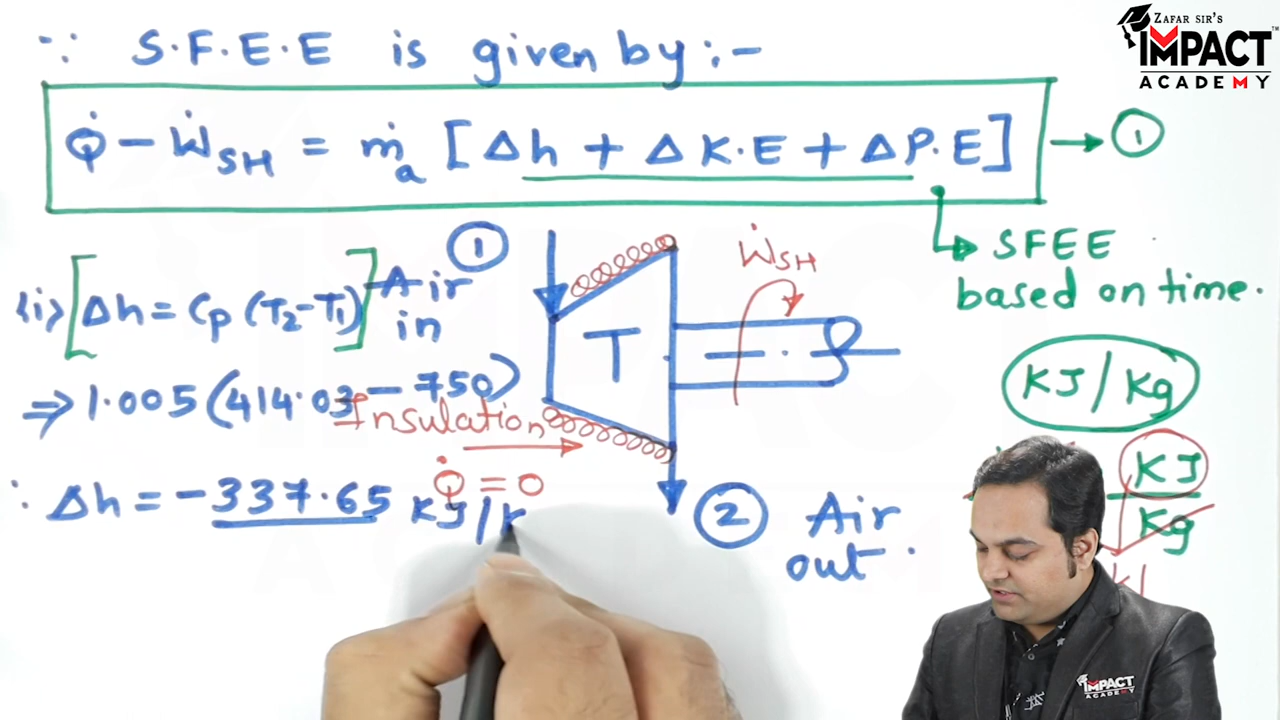 ZAFAR SIR'S
IMPACT™
ACADEMY
∵ S.F.E.E is given by :-
Q̇ - Ẇ_SH = ṁ_a [Δh + ΔK.E + ΔP.E] → ①
SFEE
based on time.
(i) [Δh = Cp (T₂-T₁)]
⇒ 1.005 (414.03 - 750)
∵ Δh = -337.65 KJ/K
① Air
in
T
Ẇ_SH
Insulation
Q̇ = 0
② Air
out.
KJ/Kg
KJ
Kg
IMPACT
ACADEMY